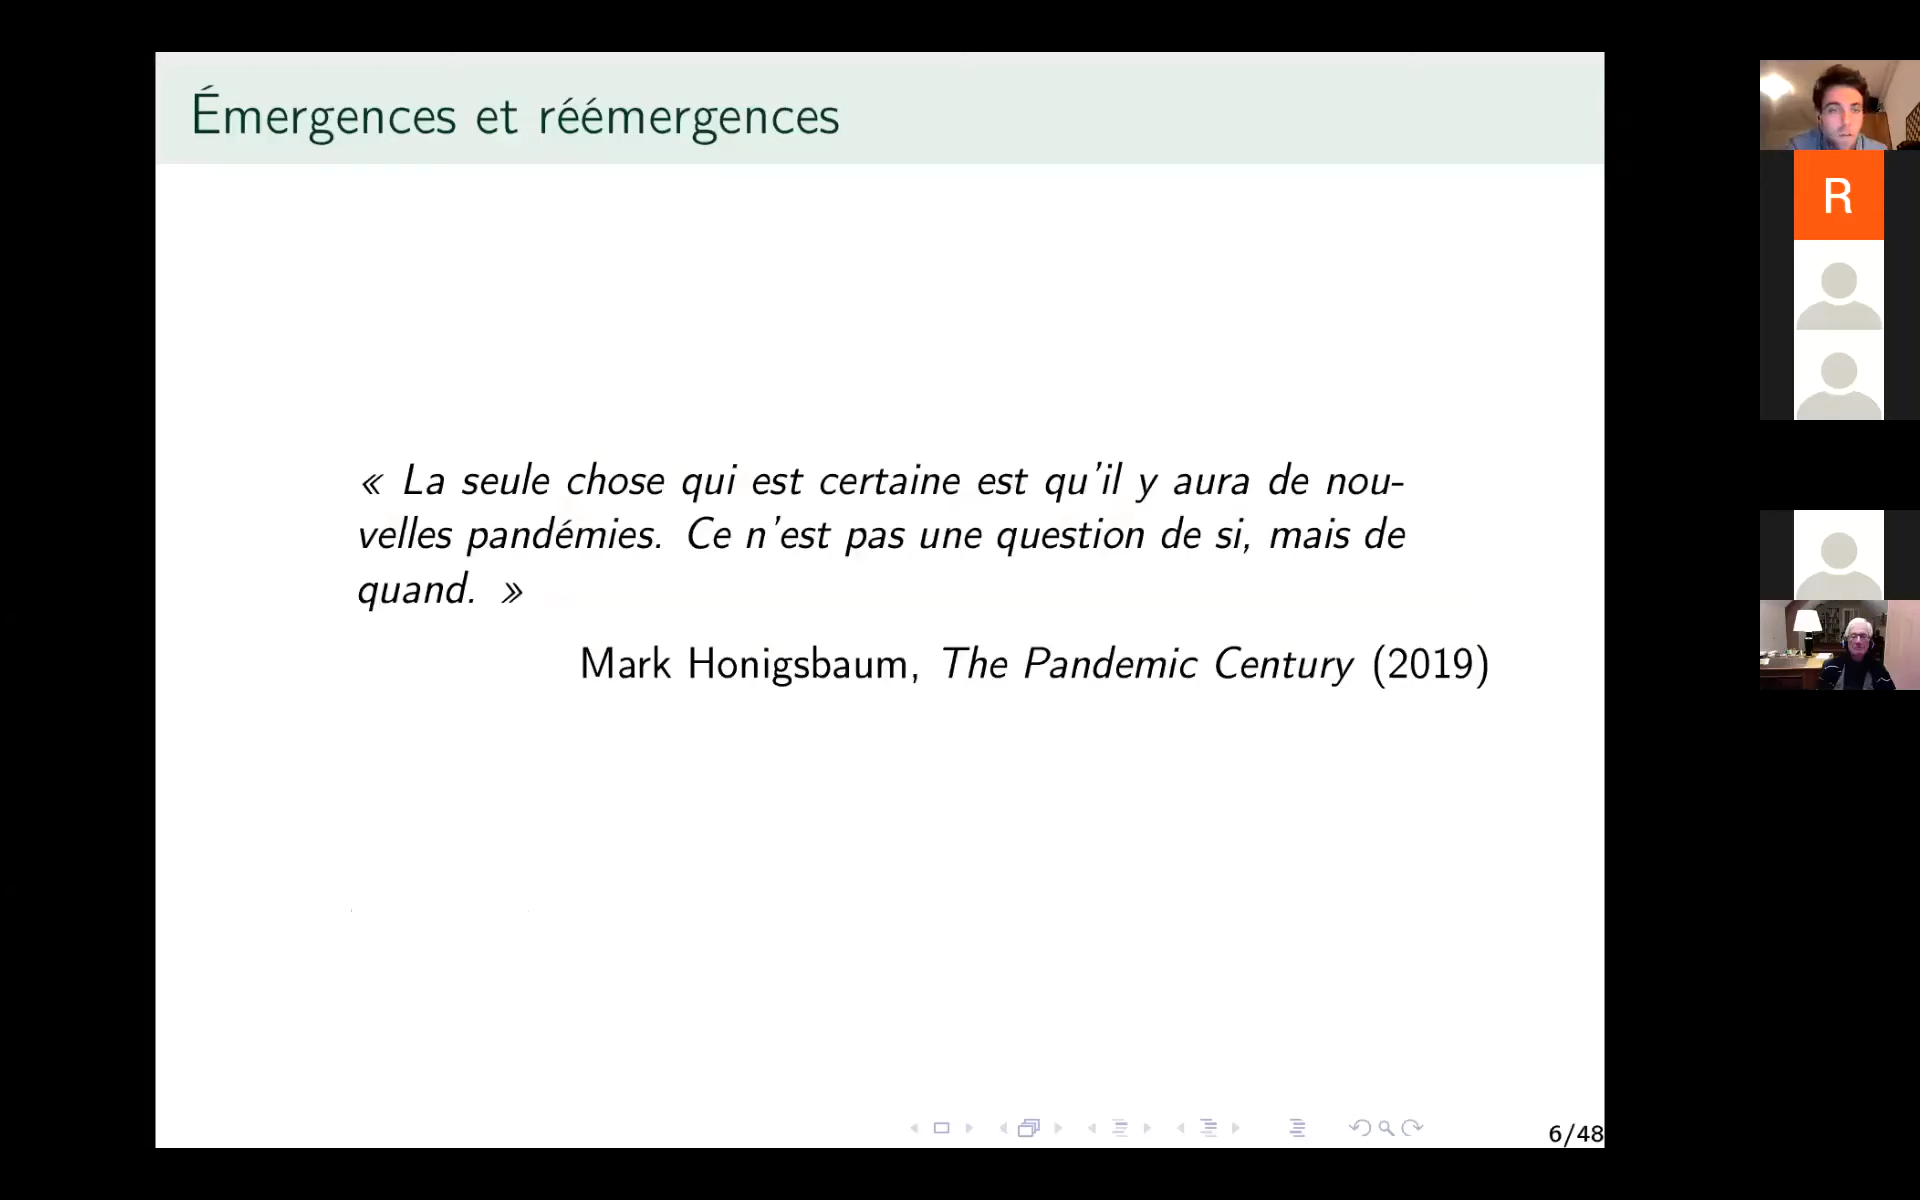 Émergences et réémergences
« La seule chose qui est certaine est qu'il y aura de nou-
velles pandémies. Ce n'est pas une question de si, mais de
quand. »
Mark Honigsbaum, The Pandemic Century (2019)
6/48
R